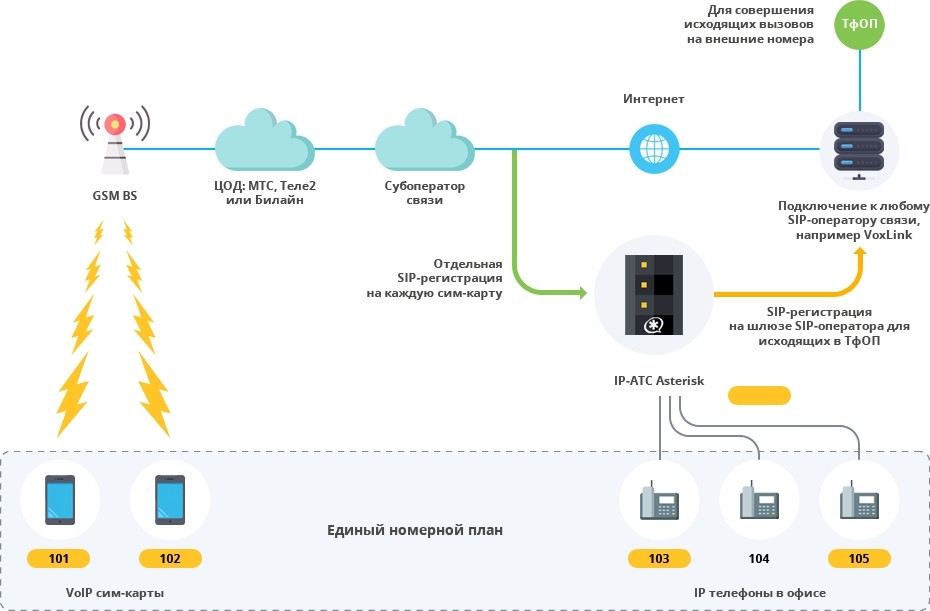 Для совершения
исходящих вызовов
на внешние номера
ТфОП
Интернет
GSM BS
ЦОД: МТС, Теле2
или Билайн
Субоператор
связи
Подключение к любому
SIP-оператору связи,
например VoxLink
Отдельная
SIP-регистрация
на каждую сим-карту
SIP-регистрация
на шлюзе SIP-оператора для
исходящих в ТфОП
IP-АТС Asterisk
Единый номерной план
101
102
103
104
105
VoIP сим-карты
IP телефоны в офисе